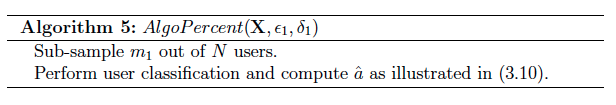 Algorithm 5: AlgoPercent(X, ϵ₁, δ₁)
Sub-sample m₁ out of N users.
Perform user classification and compute â as illustrated in (3.10).